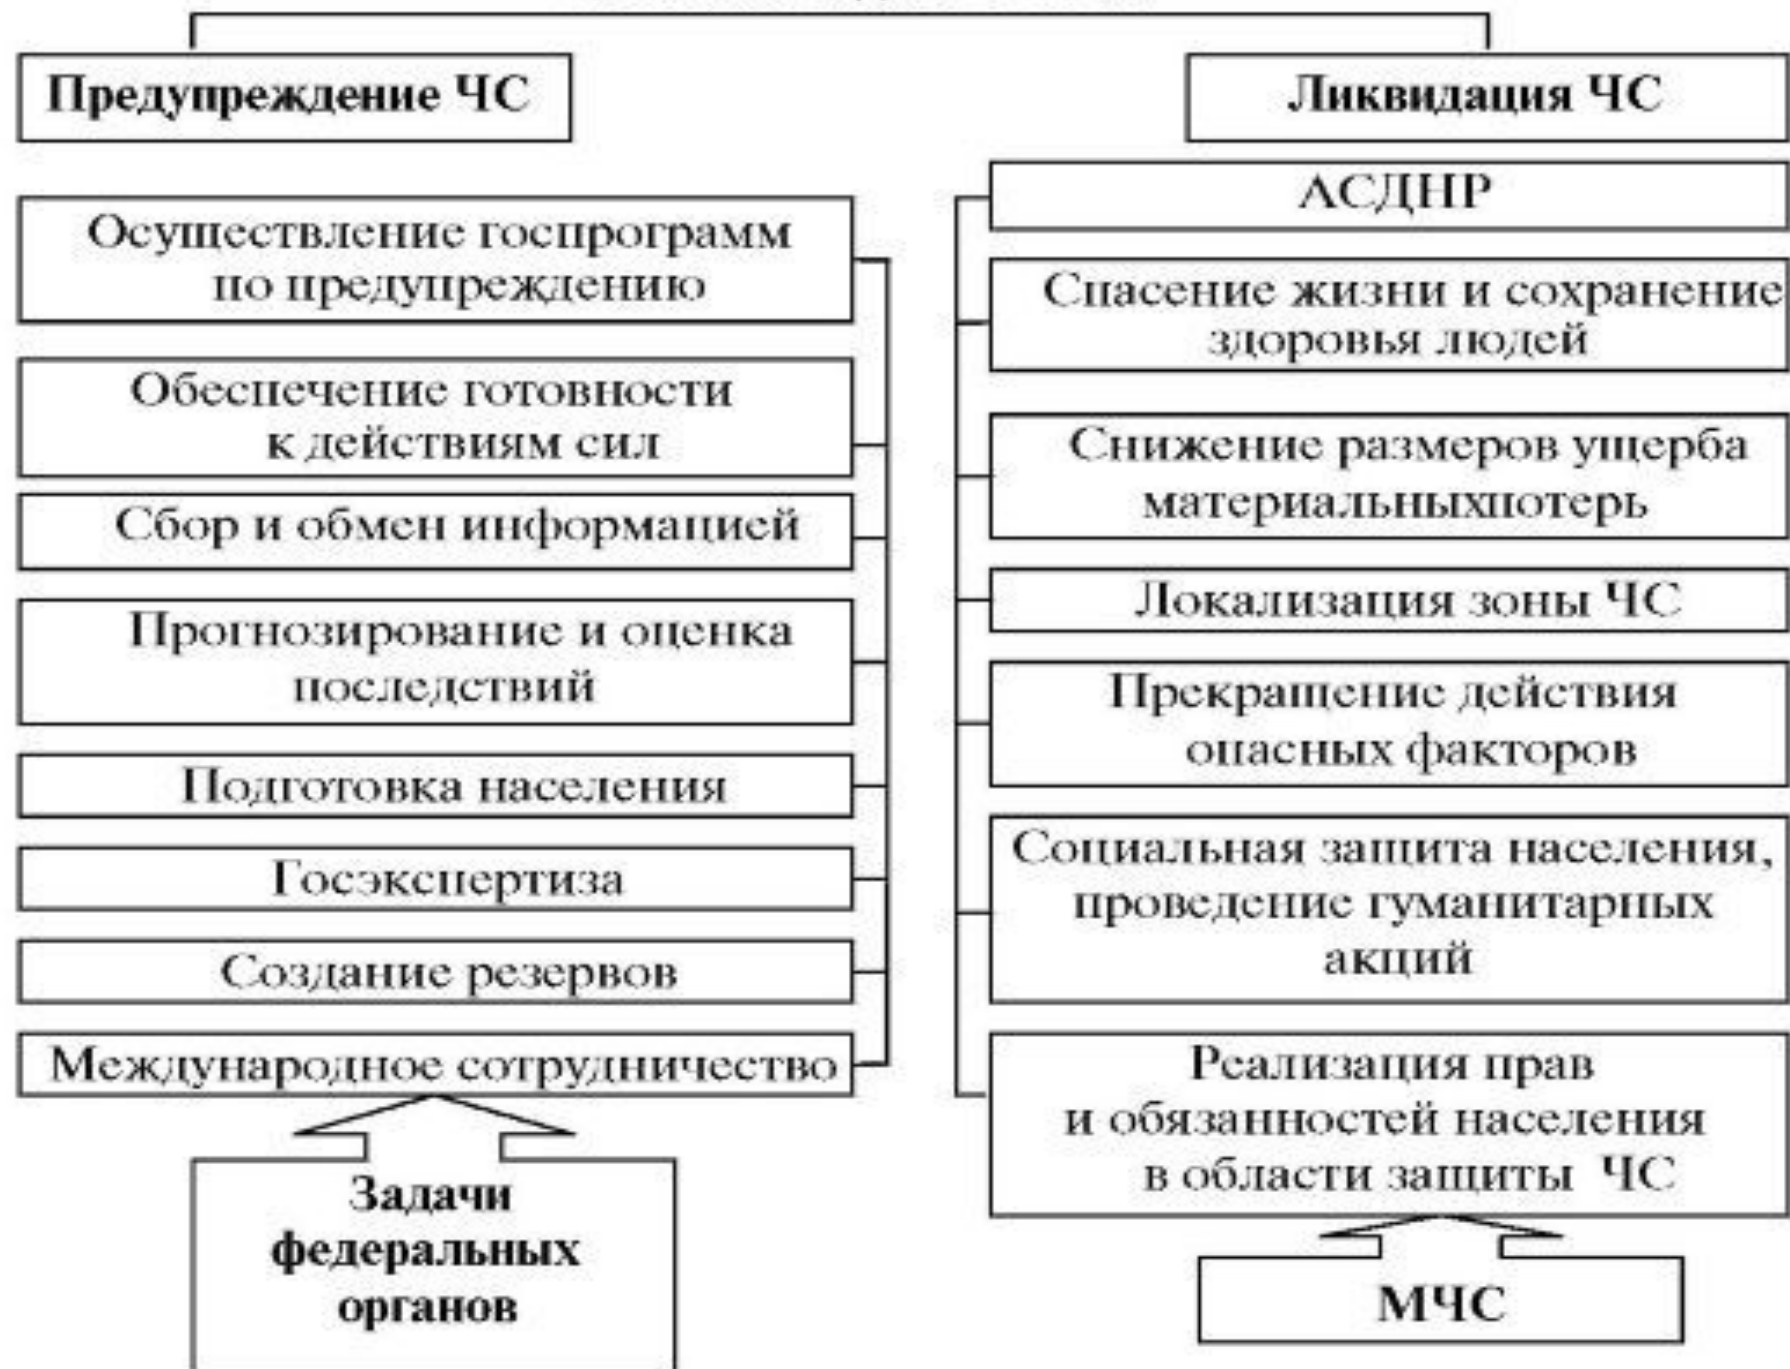 Предупреждение ЧС
Осуществление госпрограмм
по предупреждению
Обеспечение готовности
к действиям сил
Сбор и обмен информацией
Прогнозирование и оценка
последствий
Подготовка населения
Госэкспертиза
Создание резервов
Международное сотрудничество
Задачи
федеральных
органов
Ликвидация ЧС
АСДНР
Спасение жизни и сохранение
здоровья людей
Снижение размеров ущерба
материальныхпотерь
Локализация зоны ЧС
Прекращение действия
опасных факторов
Социальная защита населения,
проведение гуманитарных
акций
Реализация прав
и обязанностей населения
в области защиты ЧС
МЧС